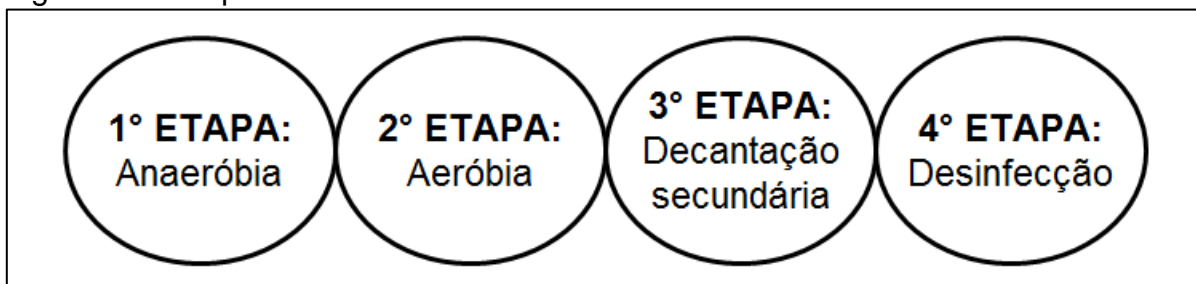 1° ETAPA:
Anaeróbia
2° ETAPA:
Aeróbia
3° ETAPA:
Decantação
secundária
4° ETAPA:
Desinfecção